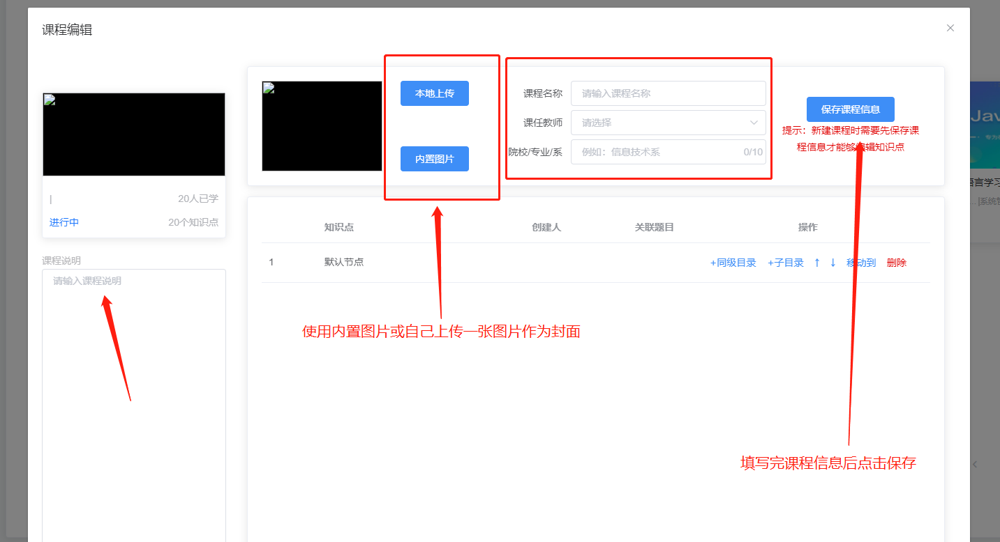 课程编辑
本地上传
内置图片
课程名称 请输入课程名称
课任教师 请选择
院校/专业/系 例如：信息技术系 0/10
保存课程信息
提示：新建课程时需要先保存课
程信息才能够编辑知识点
| 20人已学
进行中 20个知识点
课程说明
请输入课程说明
知识点 创建人 关联题目 操作
1 默认节点 +同级目录 +子目录 ↑ ↓ 移动到 删除
使用内置图片或自己上传一张图片作为封面
填写完课程信息后点击保存
Jav
语言学习
|系统管